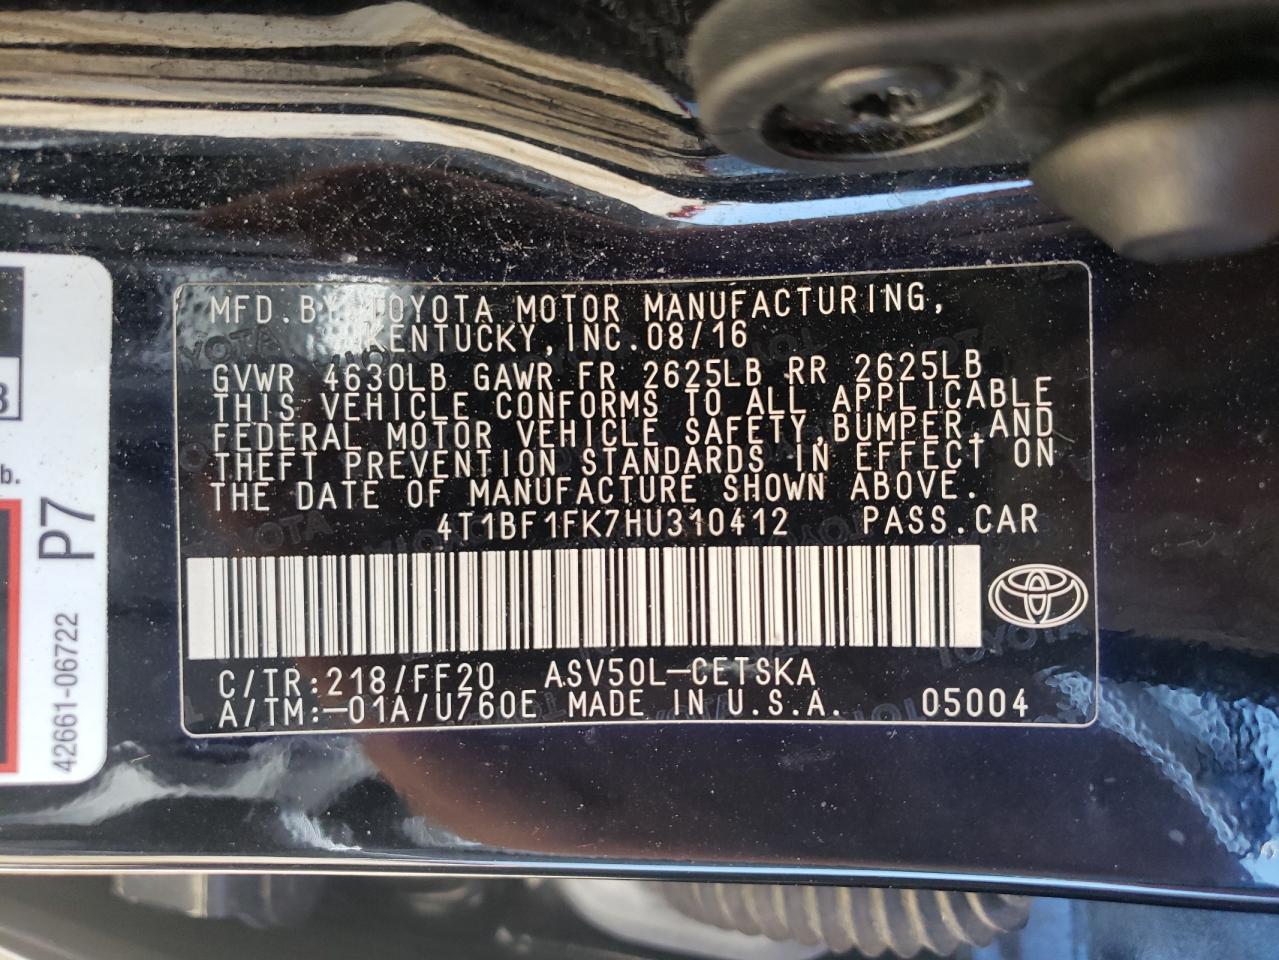 MFD. BY TOYOTA MOTOR MANUFACTURING,
KENTUCKY, INC. 08/16
GVWR 4630LB GAWR FR 2625LB RR 2625LB
THIS VEHICLE CONFORMS TO ALL APPLICABLE
FEDERAL MOTOR VEHICLE SAFETY, BUMPER, AND
THEFT PREVENTION STANDARDS IN EFFECT ON
THE DATE OF MANUFACTURE SHOWN ABOVE.
4T1BF1FK7HU310412 PASS. CAR
C/TR:218/FF20 ASV50L-CETSKA
A/TM:-01A/U760E MADE IN U.S.A. 05004
P7
42661-06722